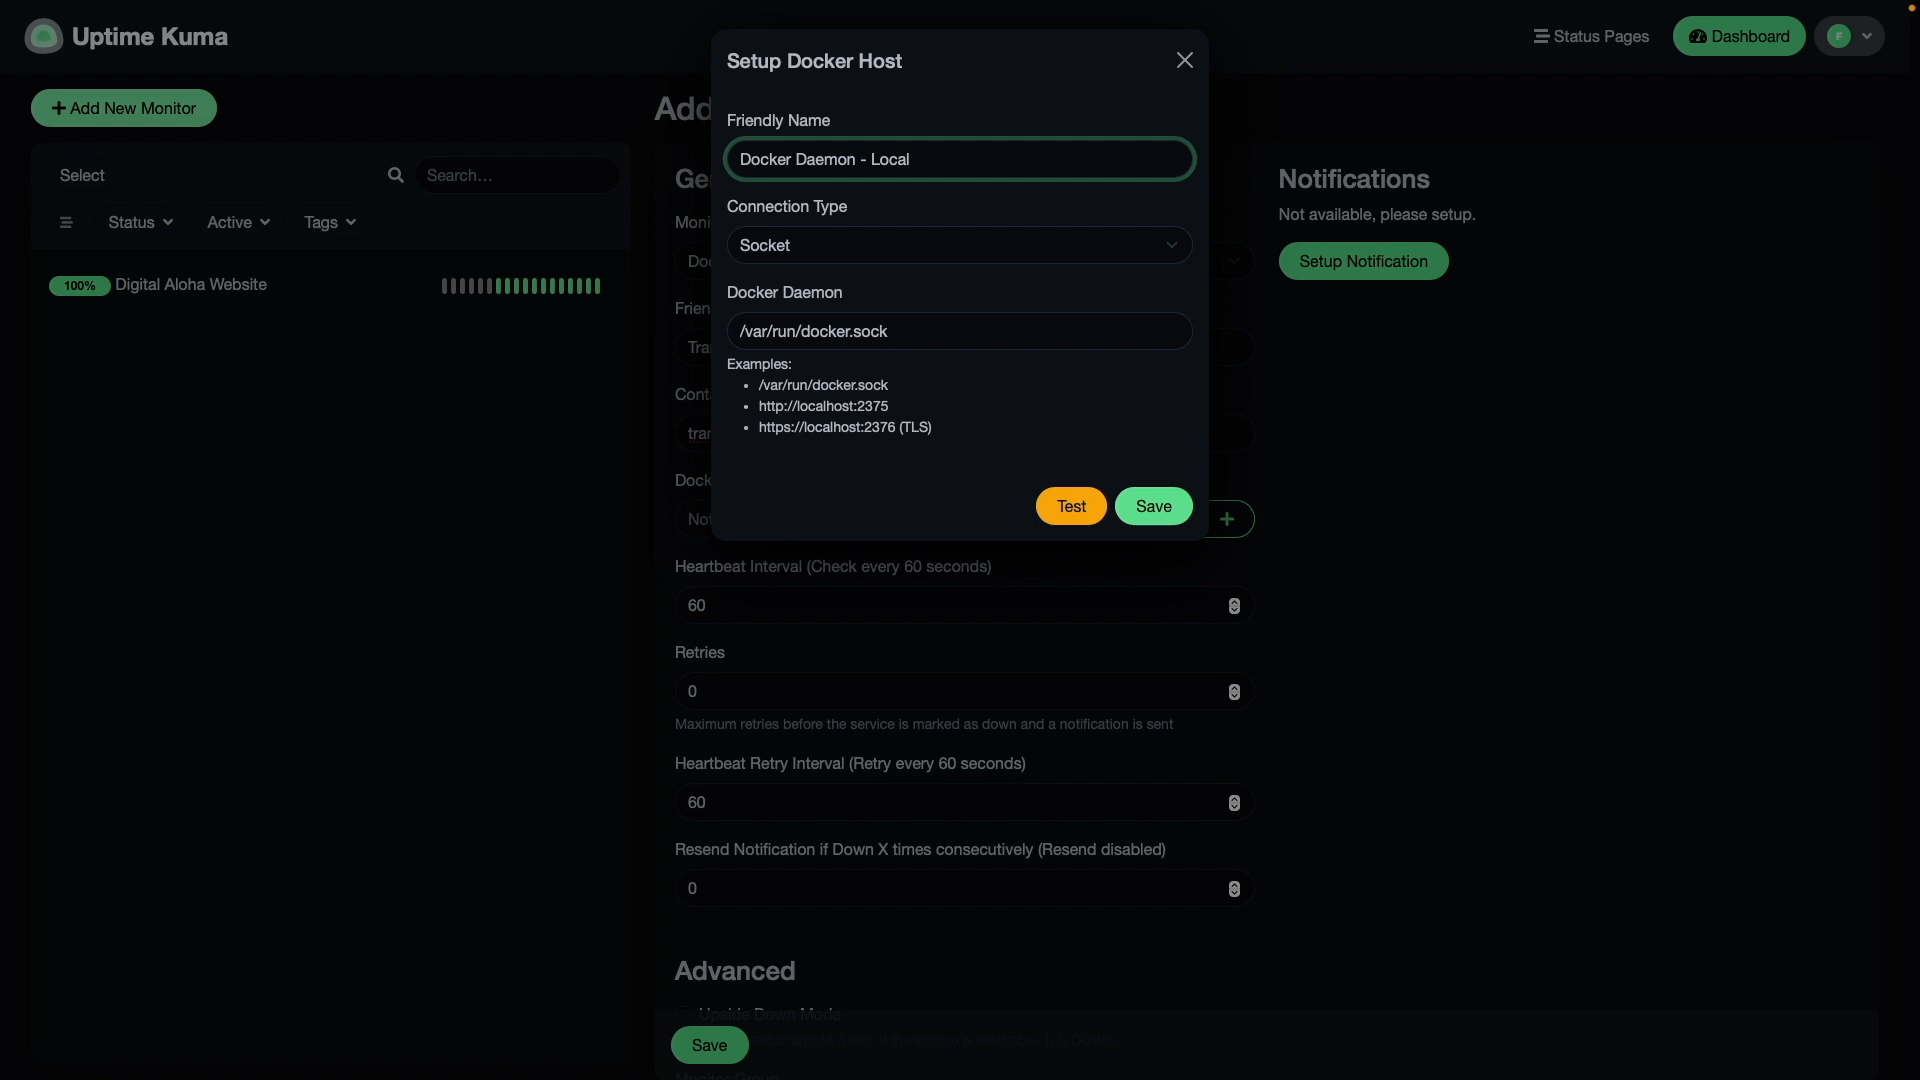 Uptime Kuma
Status Pages
Dashboard
F
Add New Monitor
Select
Search...
Status
Active
Tags
100%
Digital Aloha Website
Add
Setup Docker Host
Friendly Name
Docker Daemon - Local
Connection Type
Socket
Docker Daemon
/var/run/docker.sock
Examples:
/var/run/docker.sock
http://localhost:2375
https://localhost:2376 (TLS)
Test
Save
Notifications
Not available, please setup.
Setup Notification
Heartbeat Interval (Check every 60 seconds)
60
Retries
0
Maximum retries before the service is marked as down and a notification is sent
Heartbeat Retry Interval (Retry every 60 seconds)
60
Resend Notification if Down X times consecutively (Resend disabled)
0
Advanced
Upside Down Mode
Save